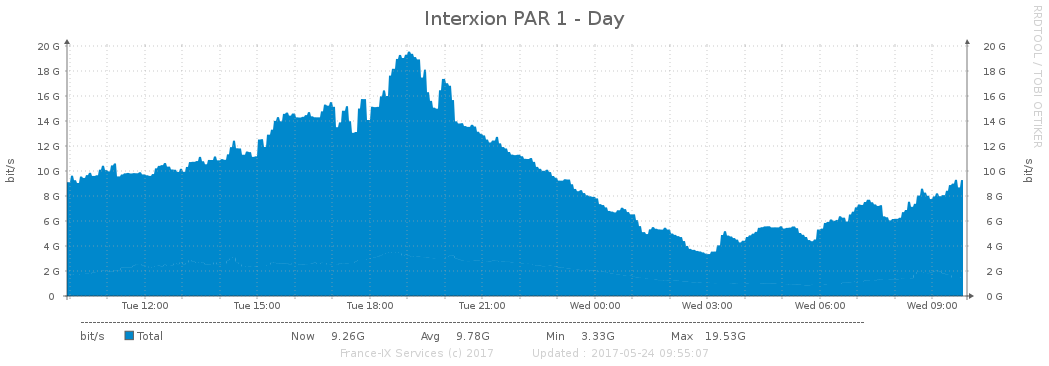 Interxion PAR 1 - Day
RRDTOOL / TOBI OETIKER
bit/s
20 G
18 G
16 G
14 G
12 G
10 G
8 G
6 G
4 G
2 G
0
20 G
18 G
16 G
14 G
12 G
10 G
8 G
6 G
4 G
2 G
0 G
bit/s
Tue 12:00 Tue 15:00 Tue 18:00 Tue 21:00 Wed 00:00 Wed 03:00 Wed 06:00 Wed 09:00
bit/s Total Now 9.26G Avg 9.78G Min 3.33G Max 19.53G
France-IX Services (c) 2017 Updated : 2017-05-24 09:55:07